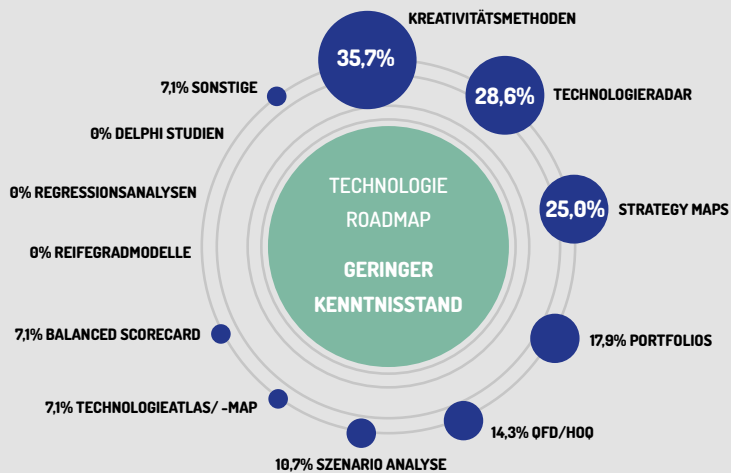 KREATIVITÄTSMETHODEN
35,7%
28,6%
TECHNOLOGIERADAR
25,0%
STRATEGY MAPS
17,9% PORTFOLIOS
14,3% QFD/HOQ
10,7% SZENARIO ANALYSE
7,1% TECHNOLOGIEATLAS/ -MAP
7,1% BALANCED SCORECARD
0% REIFEGRADMODELLE
0% REGRESSIONSANALYSEN
0% DELPHI STUDIEN
7,1% SONSTIGE
TECHNOLOGIE
ROADMAP
GERINGER
KENNTNISSTAND